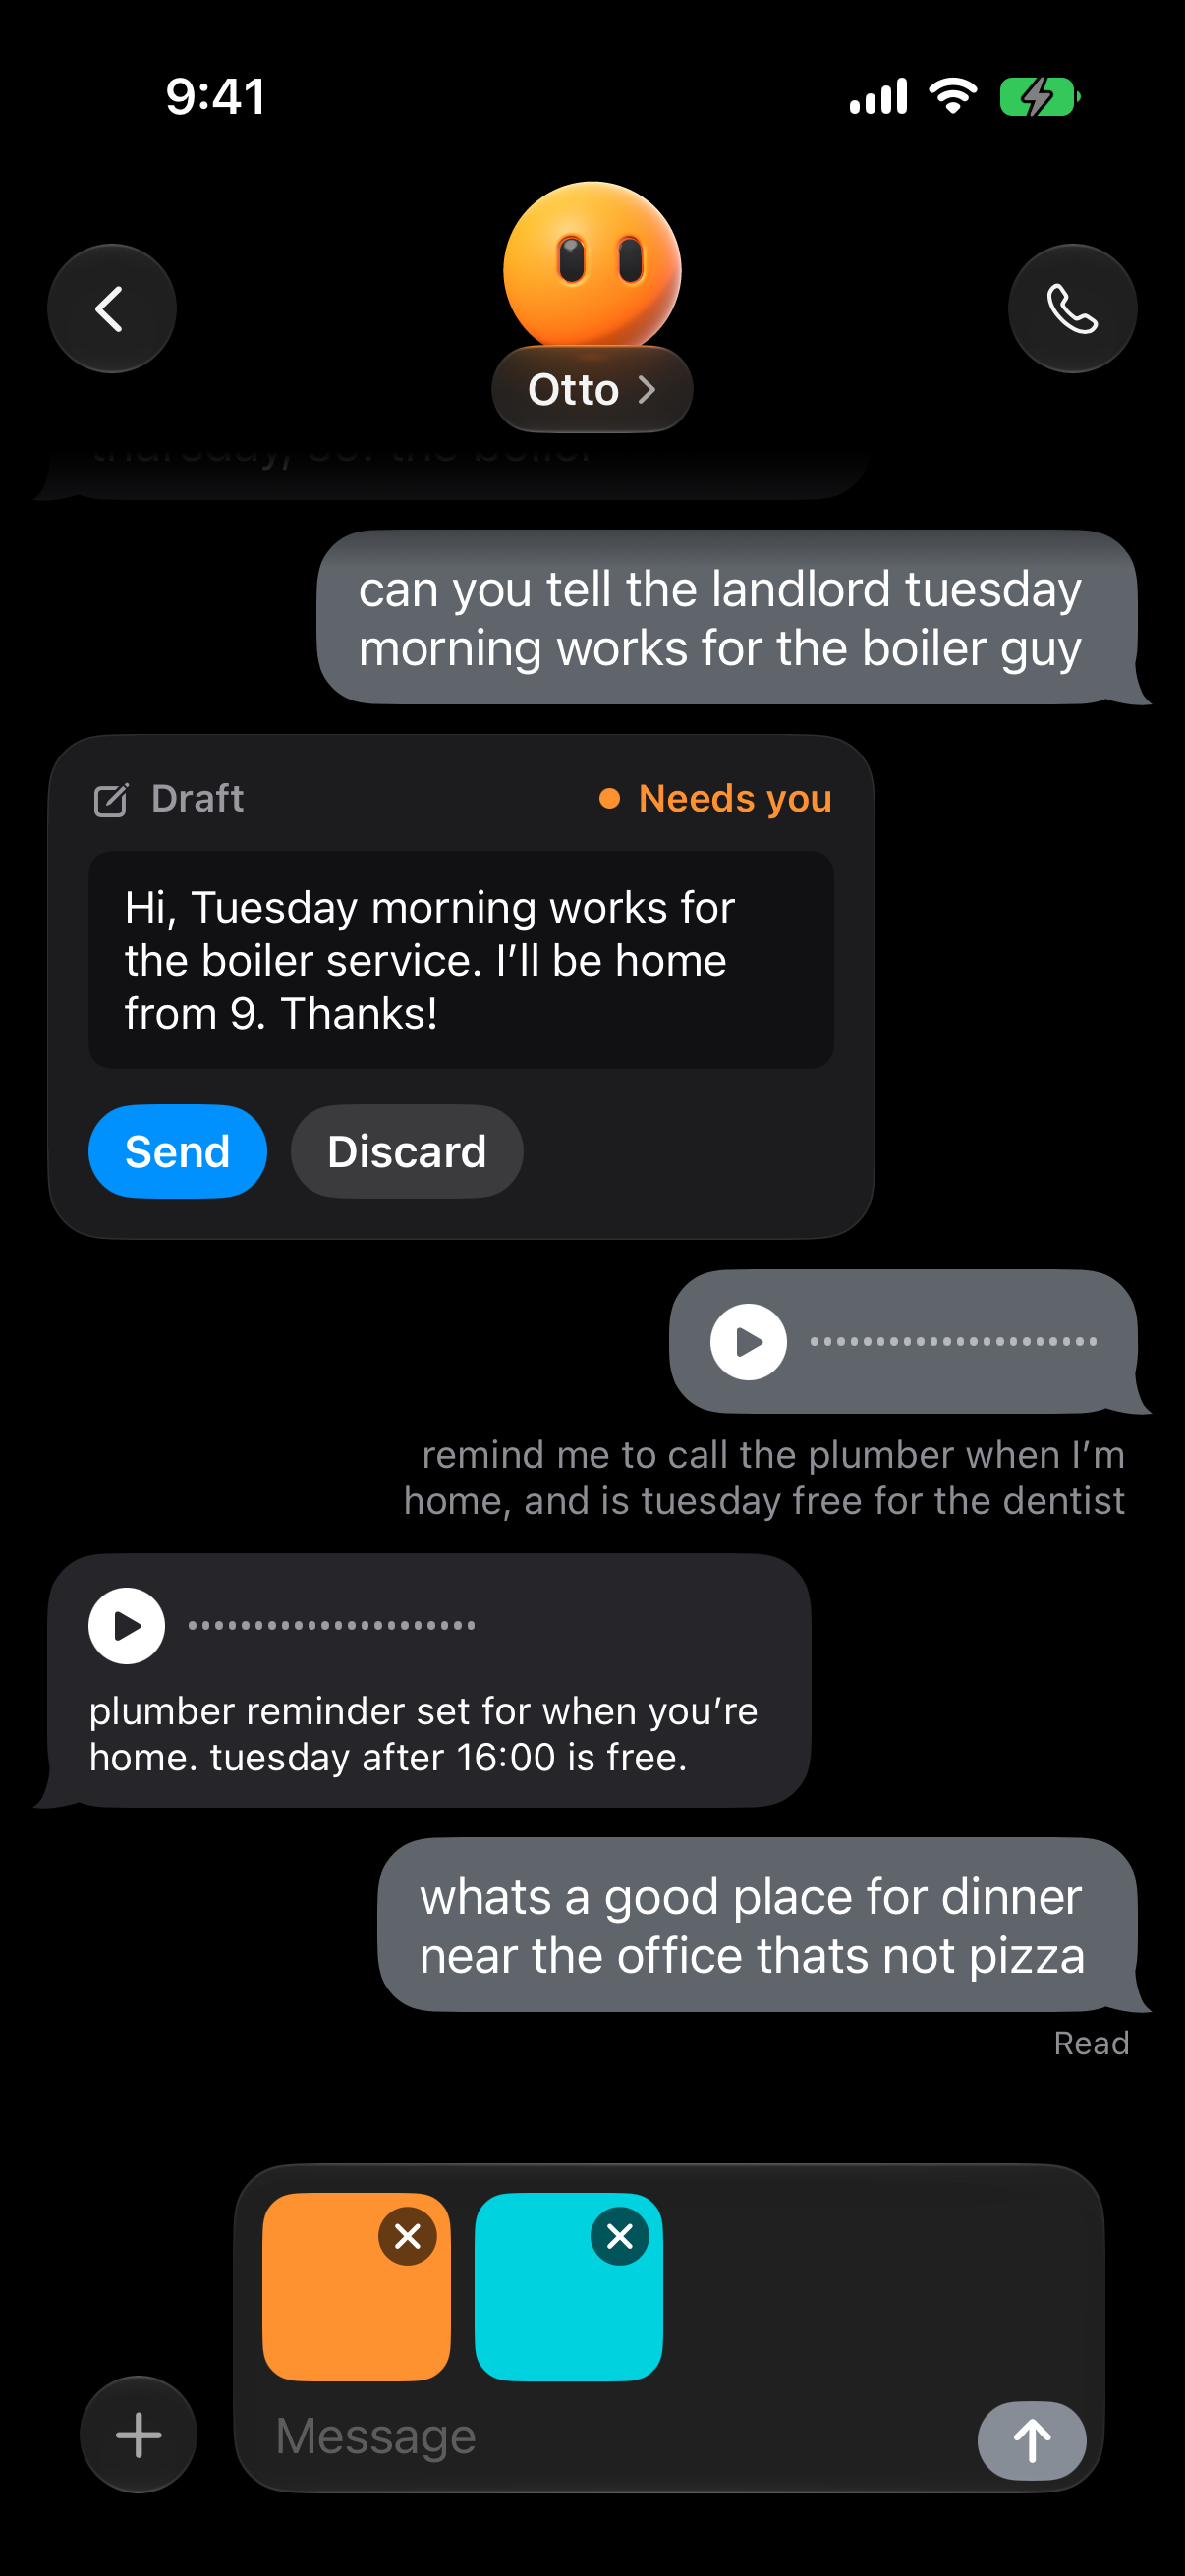 9:41
Otto
can you tell the landlord tuesday
morning works for the boiler guy
Draft
Needs you
Hi, Tuesday morning works for
the boiler service. I’ll be home
from 9. Thanks!
Send
Discard
remind me to call the plumber when I’m
home, and is tuesday free for the dentist
plumber reminder set for when you’re
home. tuesday after 16:00 is free.
whats a good place for dinner
near the office thats not pizza
Read
Message